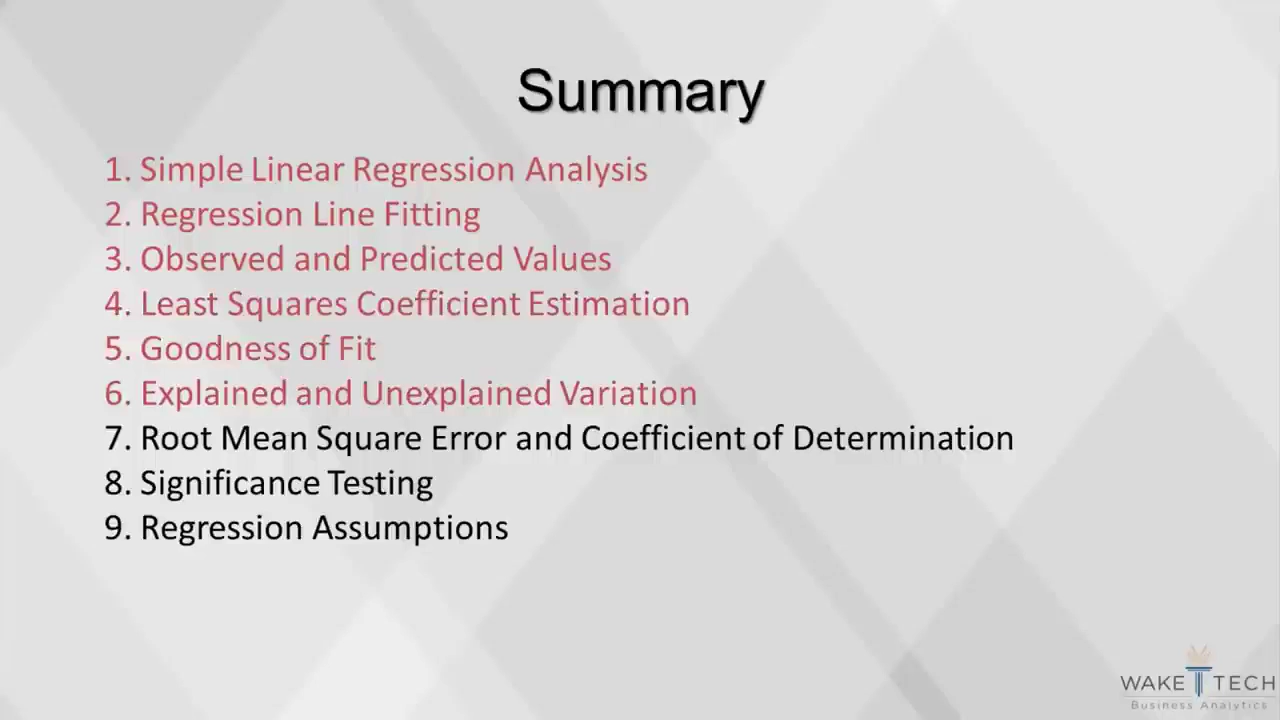 Summary
1. Simple Linear Regression Analysis
2. Regression Line Fitting
3. Observed and Predicted Values
4. Least Squares Coefficient Estimation
5. Goodness of Fit
6. Explained and Unexplained Variation
7. Root Mean Square Error and Coefficient of Determination
8. Significance Testing
9. Regression Assumptions
WAKE TECH
Business Analytics